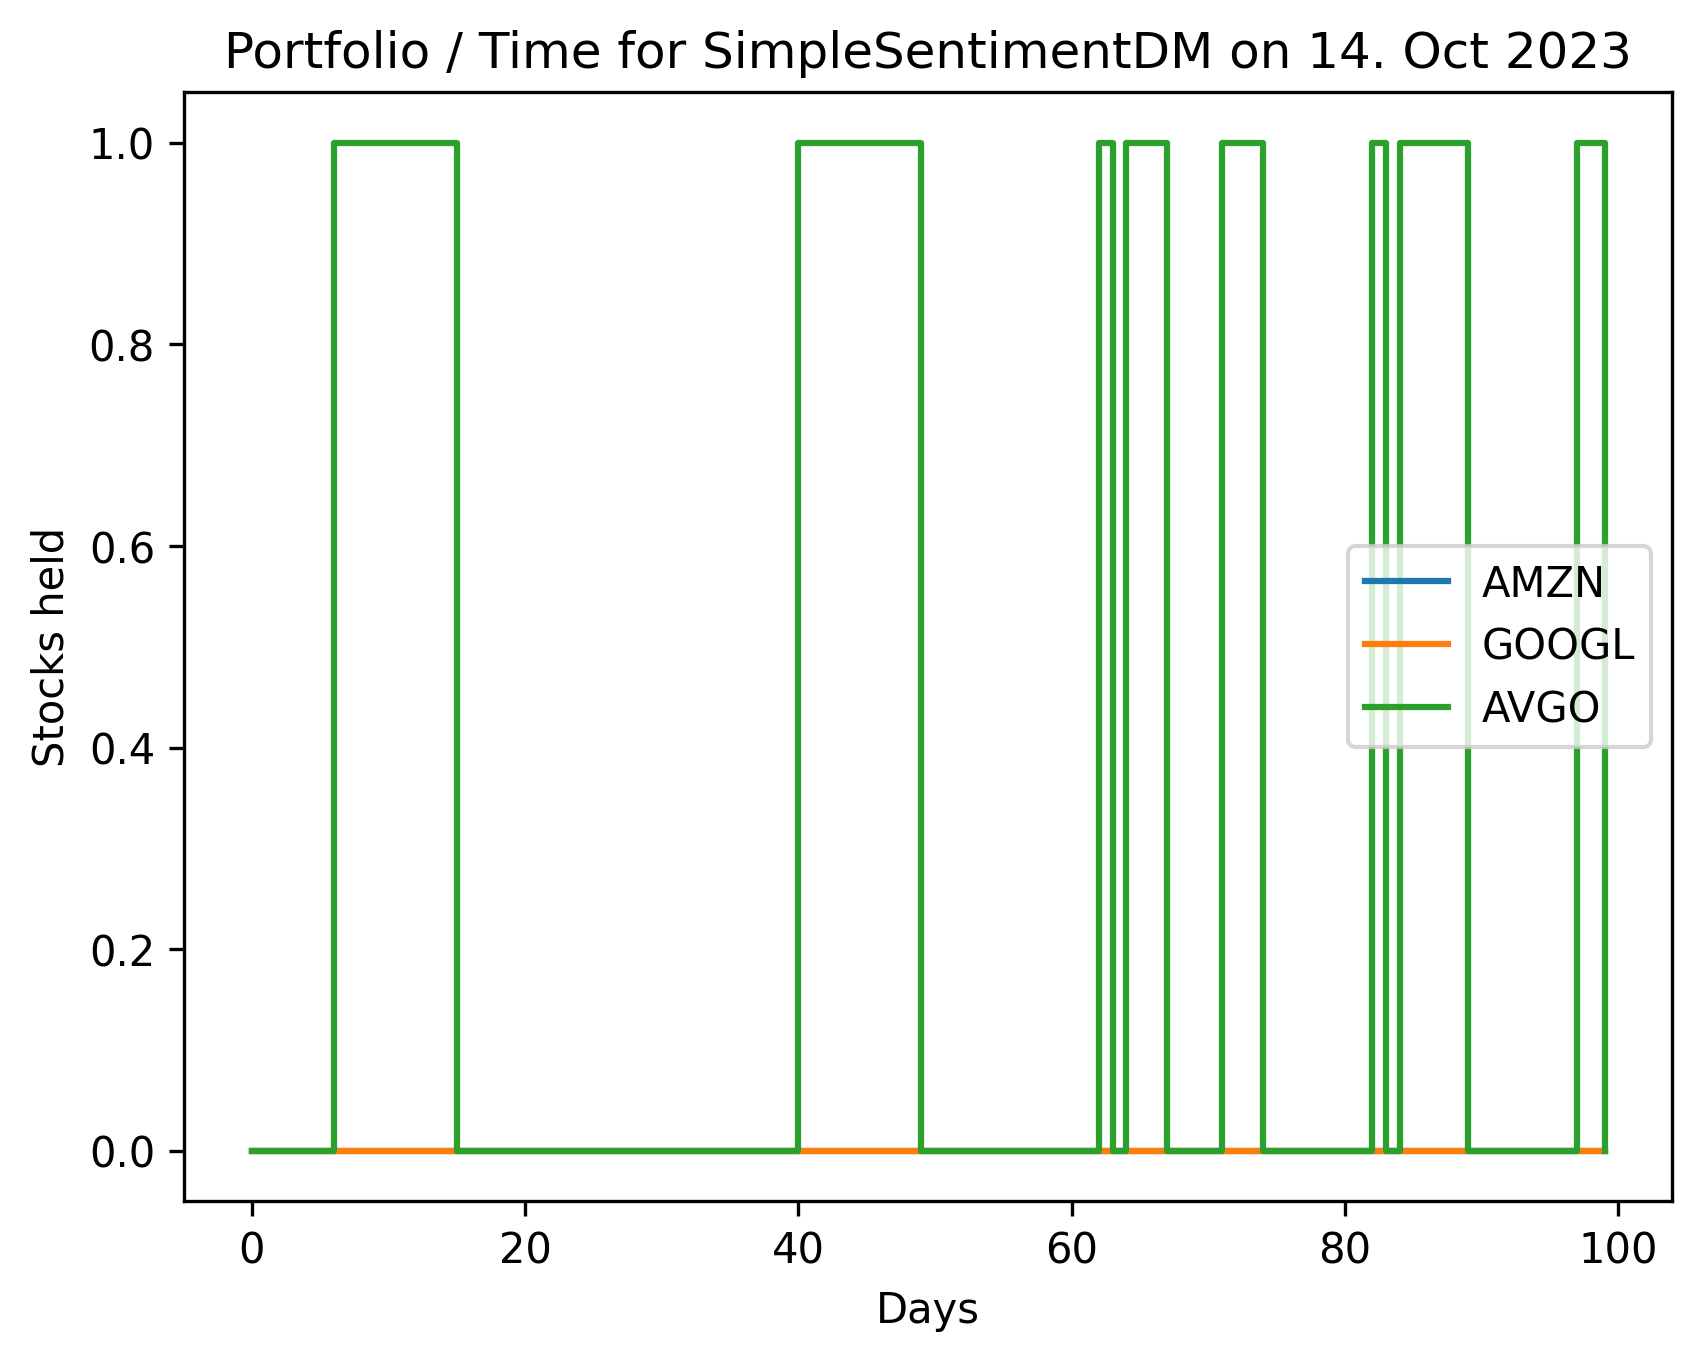 Portfolio / Time for SimpleSentimentDM on 14. Oct 2023
1.0
0.8
0.6
0.4
0.2
0.0
Stocks held
AMZN
GOOGL
AVGO
0 20 40 60 80 100
Days